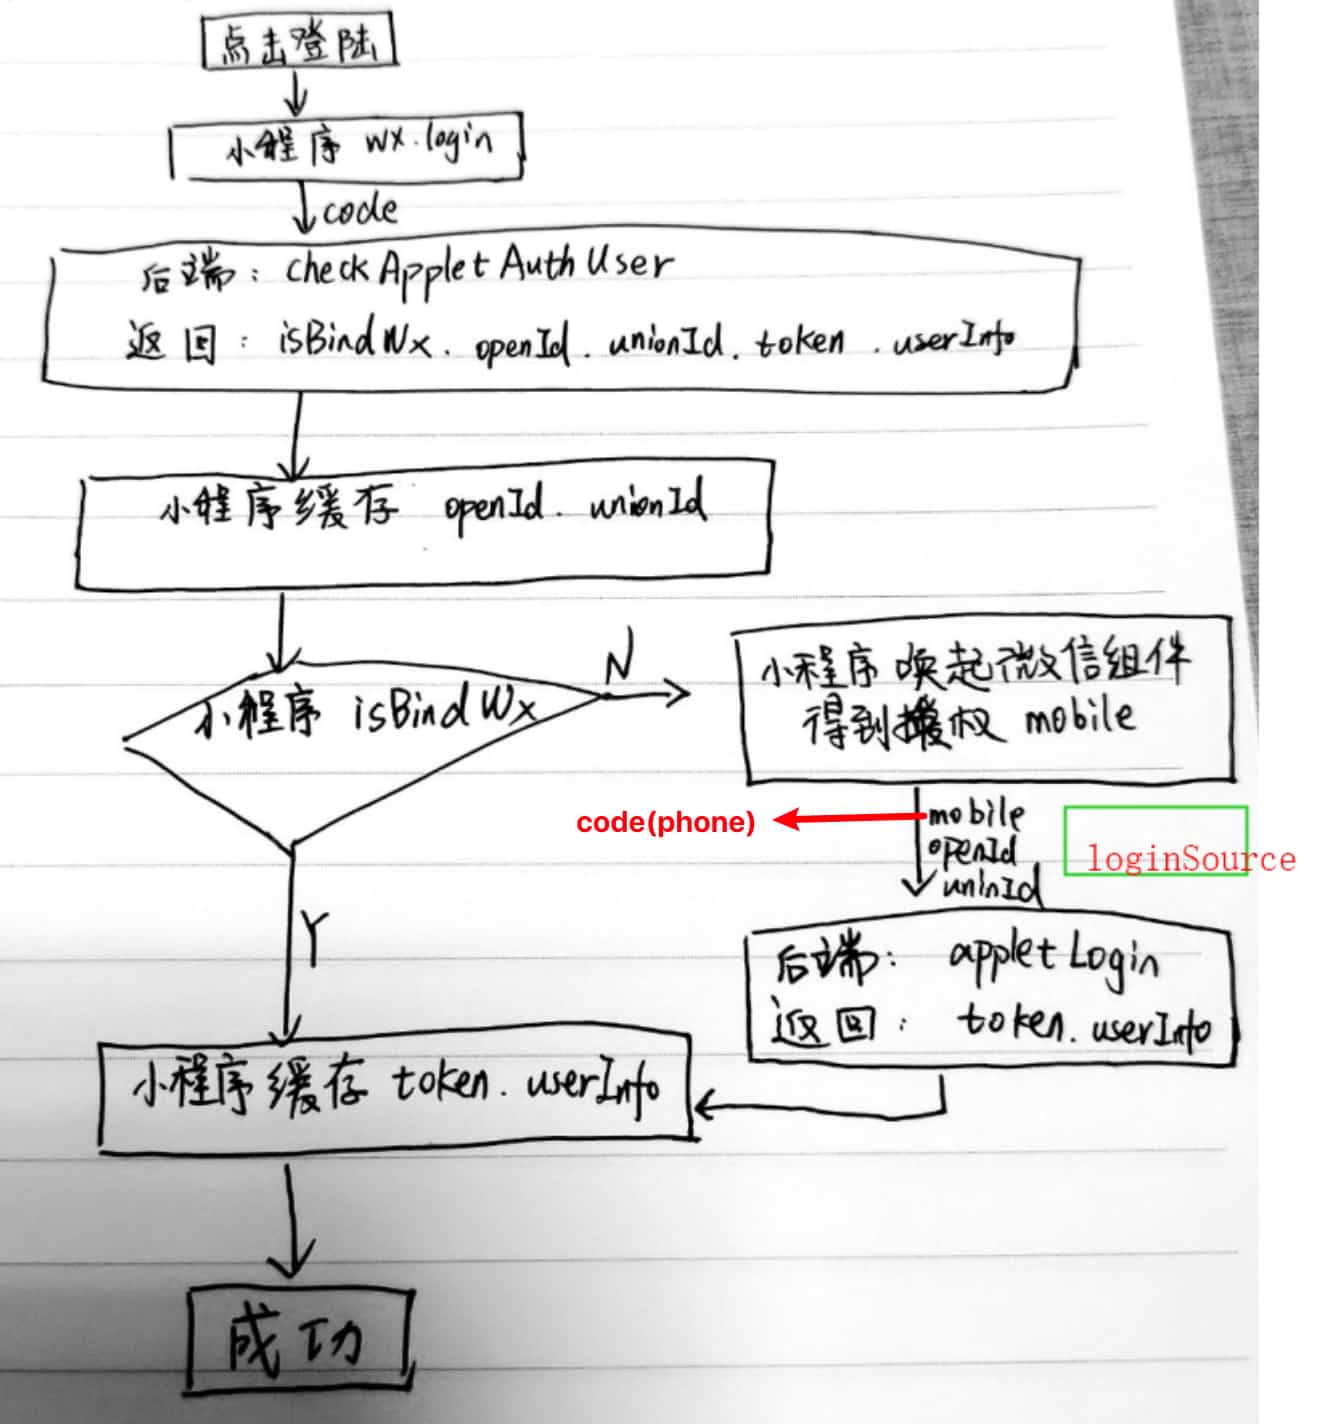 点击登陆
小程序 wx.login
code
后端: checkAppletAuthUser
返回: isBindWx. openId. unionId. token. userInfo
小程序缓存 openId. unionId
小程序 isBindWx
N
小程序唤起微信组件
得到授权 mobile
code(phone)
mobile
openId
uninId
loginSource
后端: appletLogin
返回: token. userInfo
Y
小程序缓存 token. userInfo
成功